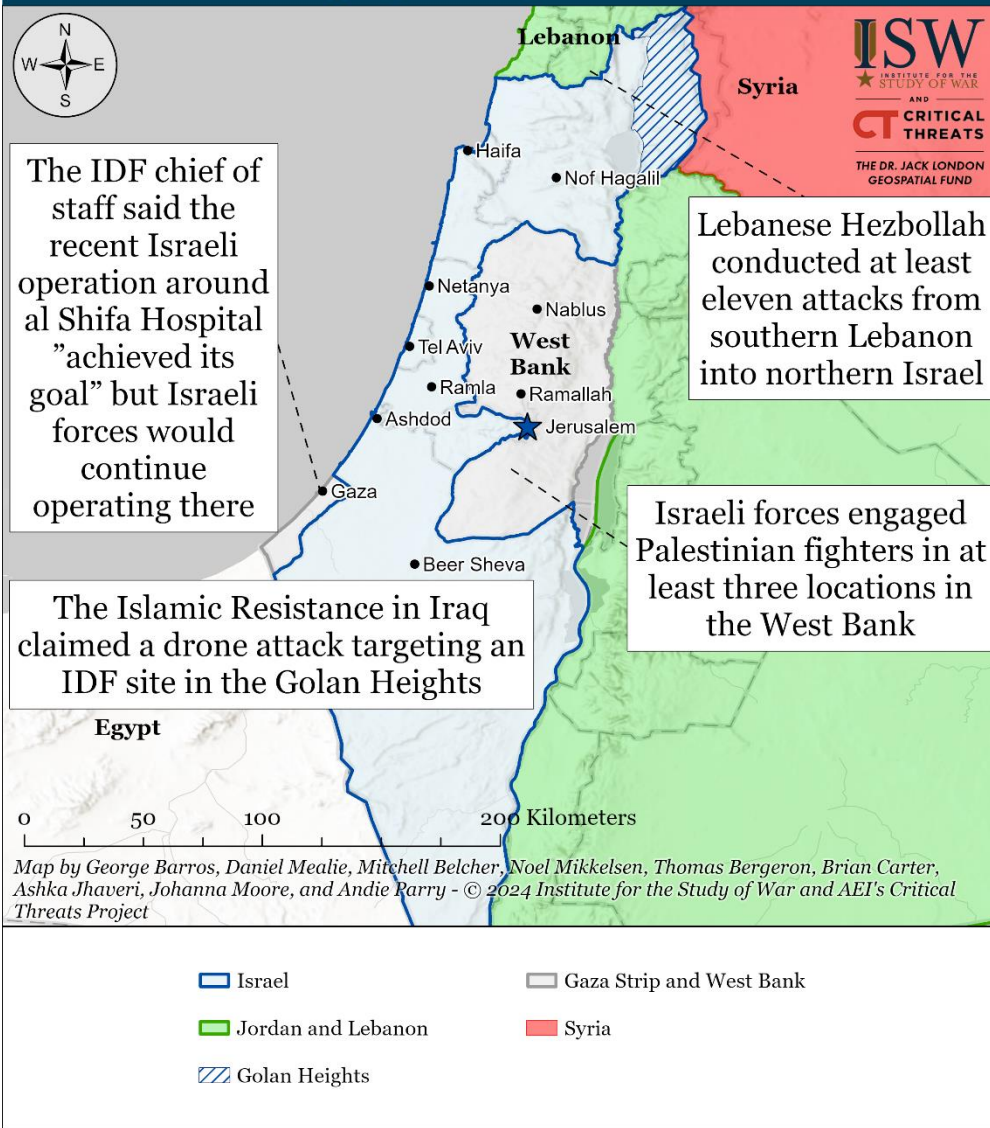 N
W
E
S
Lebanon
Syria
ISW
INSTITUTE FOR THE
STUDY OF WAR
AND
CT CRITICAL
THREATS
THE DR. JACK LONDON
GEOSPATIAL FUND
The IDF chief of
staff said the
recent Israeli
operation around
al Shifa Hospital
”achieved its
goal” but Israeli
forces would
continue
operating there
Haifa
Nof Hagalil
Lebanese Hezbollah
conducted at least
eleven attacks from
southern Lebanon
into northern Israel
Netanya
Nablus
West
Bank
Tel Aviv
Ramla
Ramallah
Ashdod
Jerusalem
Gaza
Israeli forces engaged
Palestinian fighters in at
least three locations in
the West Bank
Beer Sheva
The Islamic Resistance in Iraq
claimed a drone attack targeting an
IDF site in the Golan Heights
Egypt
0 50 100 200 Kilometers
Map by George Barros, Daniel Mealie, Mitchell Belcher, Noel Mikkelsen, Thomas Bergeron, Brian Carter,
Ashka Jhaveri, Johanna Moore, and Andie Parry - © 2024 Institute for the Study of War and AEI's Critical
Threats Project
Israel
Gaza Strip and West Bank
Jordan and Lebanon
Syria
Golan Heights